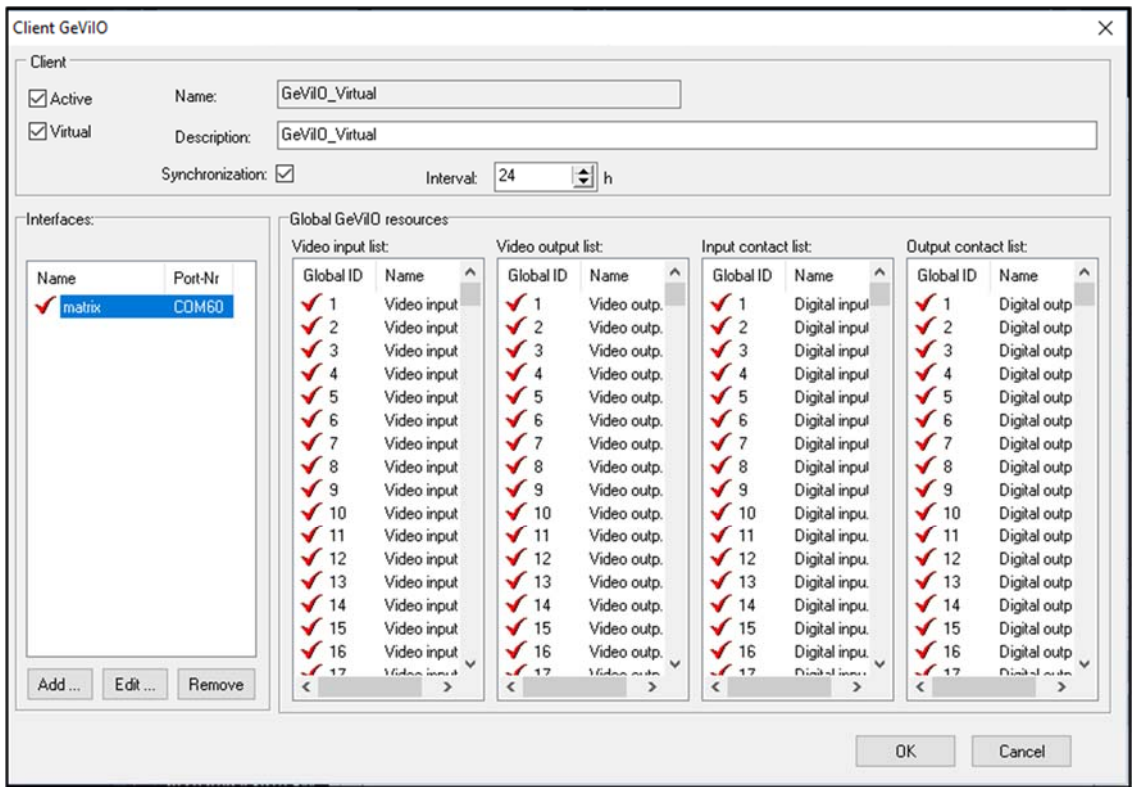 Client GeViIO
Client
Active
Name:
GeViIO_Virtual
Virtual
Description:
GeViIO_Virtual
Synchronization:
Interval:
24
h
Interfaces:
Name Port-Nr
matrix COM60
Add ... Edit ... Remove
Global GeViIO resources
Video input list: Video output list: Input contact list: Output contact list:
Global ID Name Global ID Name Global ID Name Global ID Name
1 Video input 1 Video outp. 1 Digital input 1 Digital outp
2 Video input 2 Video outp. 2 Digital input 2 Digital outp
3 Video input 3 Video outp. 3 Digital input 3 Digital outp
4 Video input 4 Video outp. 4 Digital input 4 Digital outp
5 Video input 5 Video outp. 5 Digital input 5 Digital outp
6 Video input 6 Video outp. 6 Digital input 6 Digital outp
7 Video input 7 Video outp. 7 Digital input 7 Digital outp
8 Video input 8 Video outp. 8 Digital input 8 Digital outp
9 Video input 9 Video outp. 9 Digital input 9 Digital outp
10 Video input 10 Video outp. 10 Digital inpu. 10 Digital outp
11 Video input 11 Video outp. 11 Digital inpu. 11 Digital outp
12 Video input 12 Video outp. 12 Digital inpu. 12 Digital outp
13 Video input 13 Video outp. 13 Digital inpu. 13 Digital outp
14 Video input 14 Video outp. 14 Digital inpu. 14 Digital outp
15 Video input 15 Video outp. 15 Digital inpu. 15 Digital outp
16 Video input 16 Video outp. 16 Digital inpu. 16 Digital outp
17 Video input 17 Video outp. 17 Digital inpu. 17 Digital outp
OK Cancel